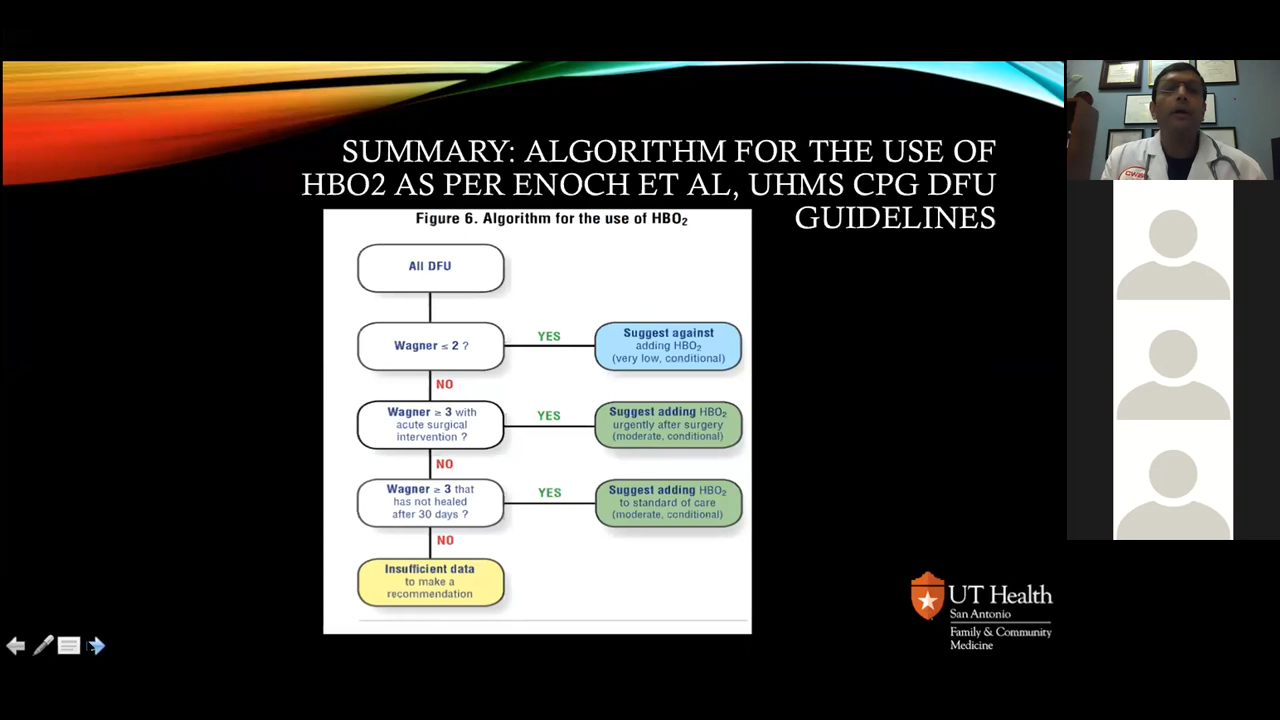 SUMMARY: ALGORITHM FOR THE USE OF
HBO2 AS PER ENOCH ET AL, UHMS CPG DFU
GUIDELINES
Figure 6. Algorithm for the use of HBO₂
All DFU
Wagner ≤ 2 ?
YES
Suggest against
adding HBO₂
(very low, conditional)
NO
Wagner ≥ 3 with
acute surgical
intervention ?
YES
Suggest adding HBO₂
urgently after surgery
(moderate, conditional)
NO
Wagner ≥ 3 that
has not healed
after 30 days ?
YES
Suggest adding HBO₂
to standard of care
(moderate, conditional)
NO
Insufficient data
to make a
recommendation
UT Health
San Antonio
Family & Community
Medicine